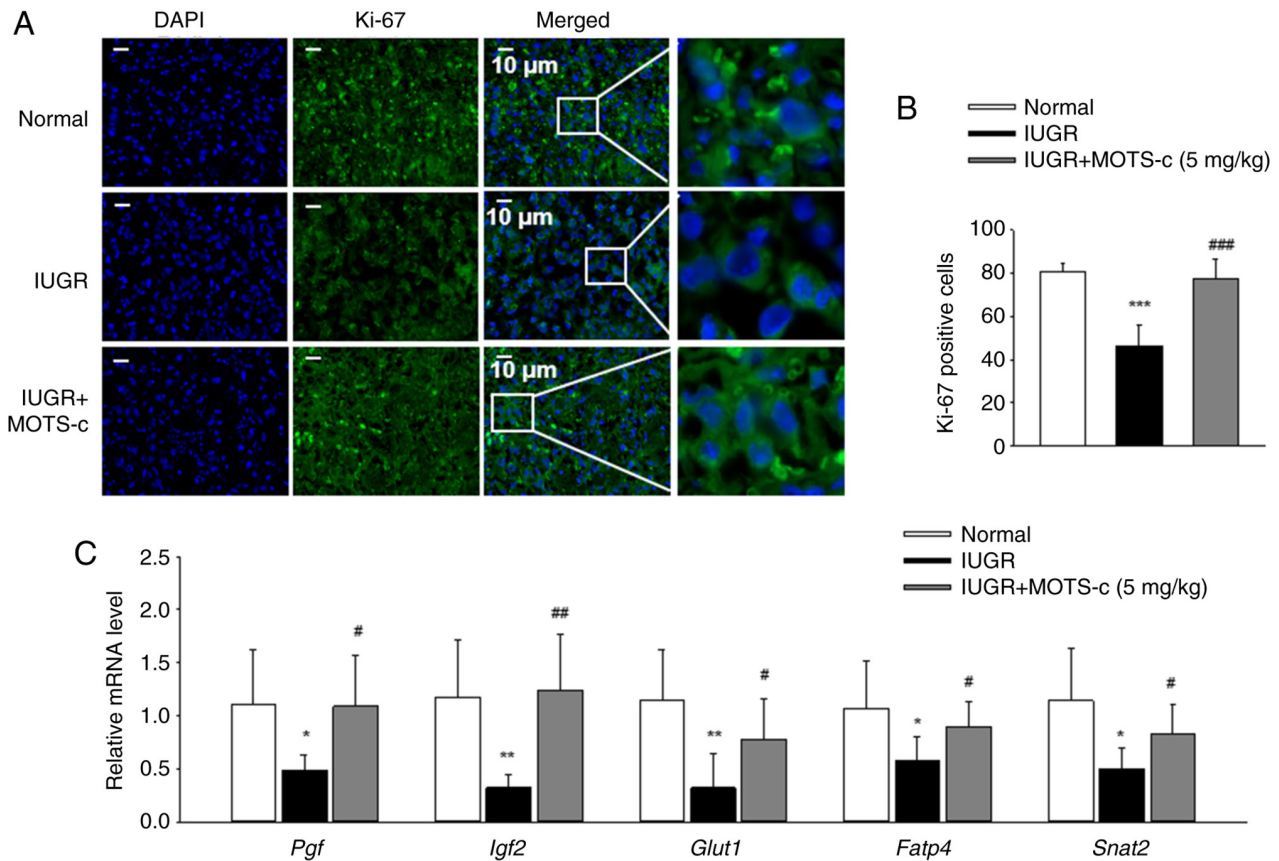 A
DAPI
Ki-67
Merged
Normal
10 µm
IUGR
10 µm
IUGR+
MOTS-c
10 µm
B
Normal
IUGR
IUGR+MOTS-c (5 mg/kg)
Ki-67 positive cells
100
80
60
40
20
0
***
###
C
Normal
IUGR
IUGR+MOTS-c (5 mg/kg)
Relative mRNA level
2.5
2.0
1.5
1.0
0.5
0.0
* # ** ## ** # * # * #
Pgf Igf2 Glut1 Fatp4 Snat2